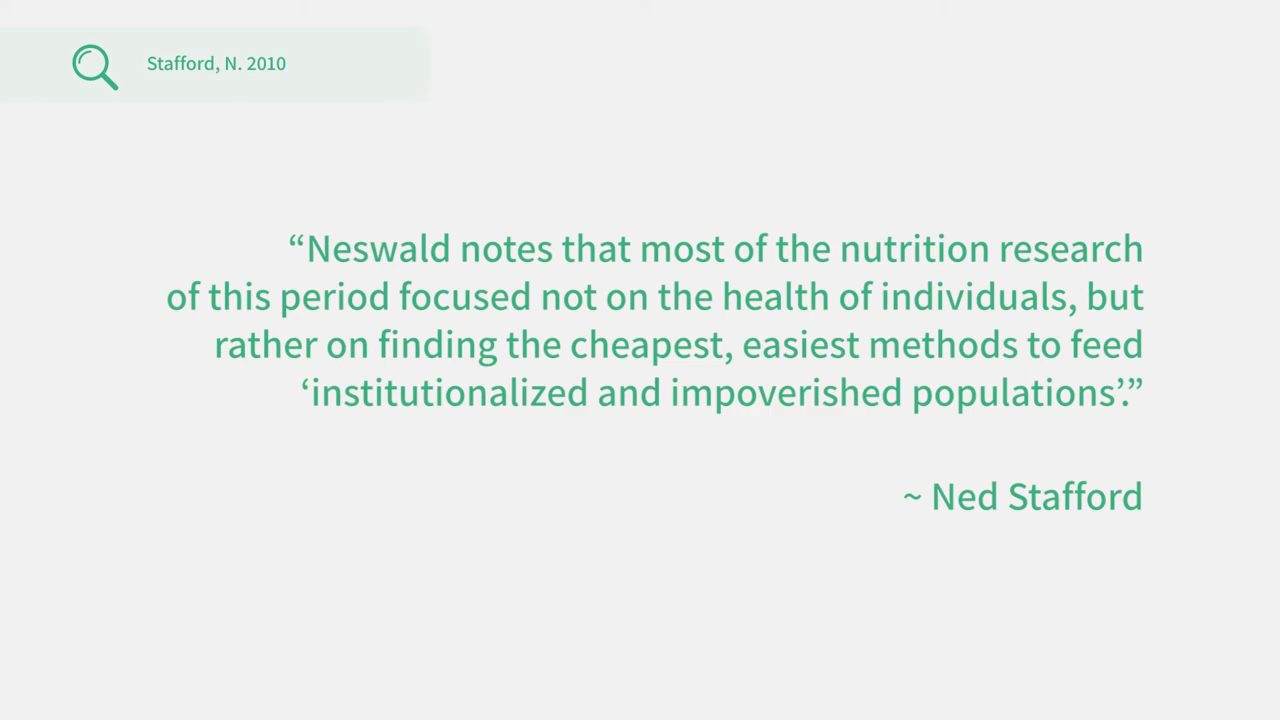 Stafford, N. 2010
“Neswald notes that most of the nutrition research
of this period focused not on the health of individuals, but
rather on finding the cheapest, easiest methods to feed
‘institutionalized and impoverished populations’.”
~ Ned Stafford